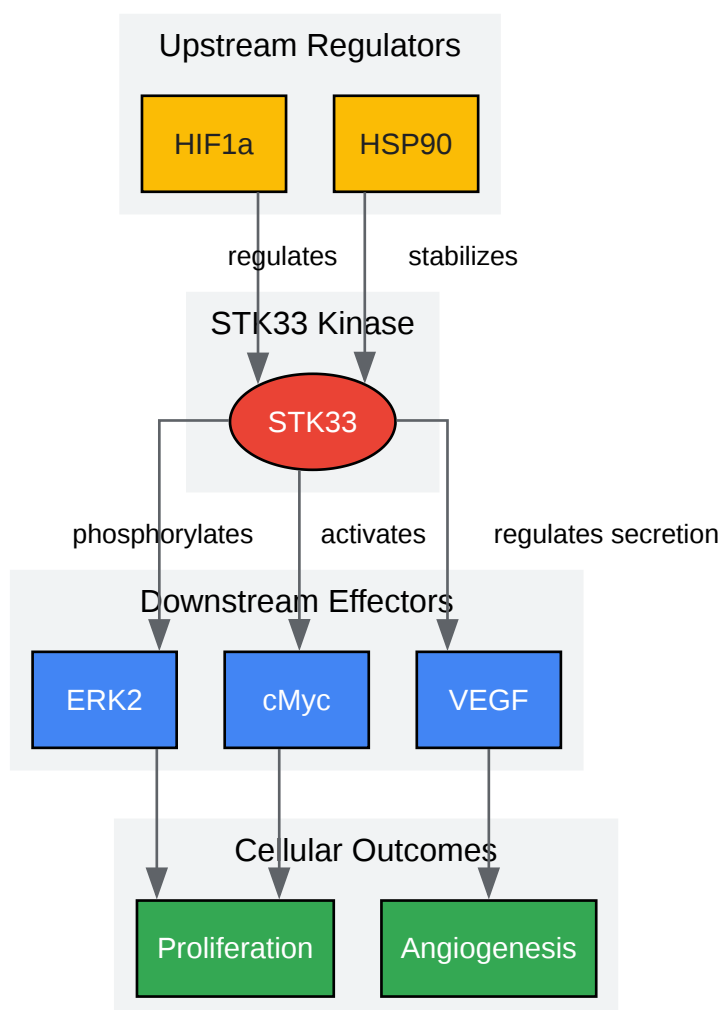 Upstream Regulators
HIF1a
HSP90
regulates
stabilizes
STK33 Kinase
STK33
phosphorylates
activates
regulates secretion
Downstream Effectors
ERK2
cMyc
VEGF
Cellular Outcomes
Proliferation
Angiogenesis